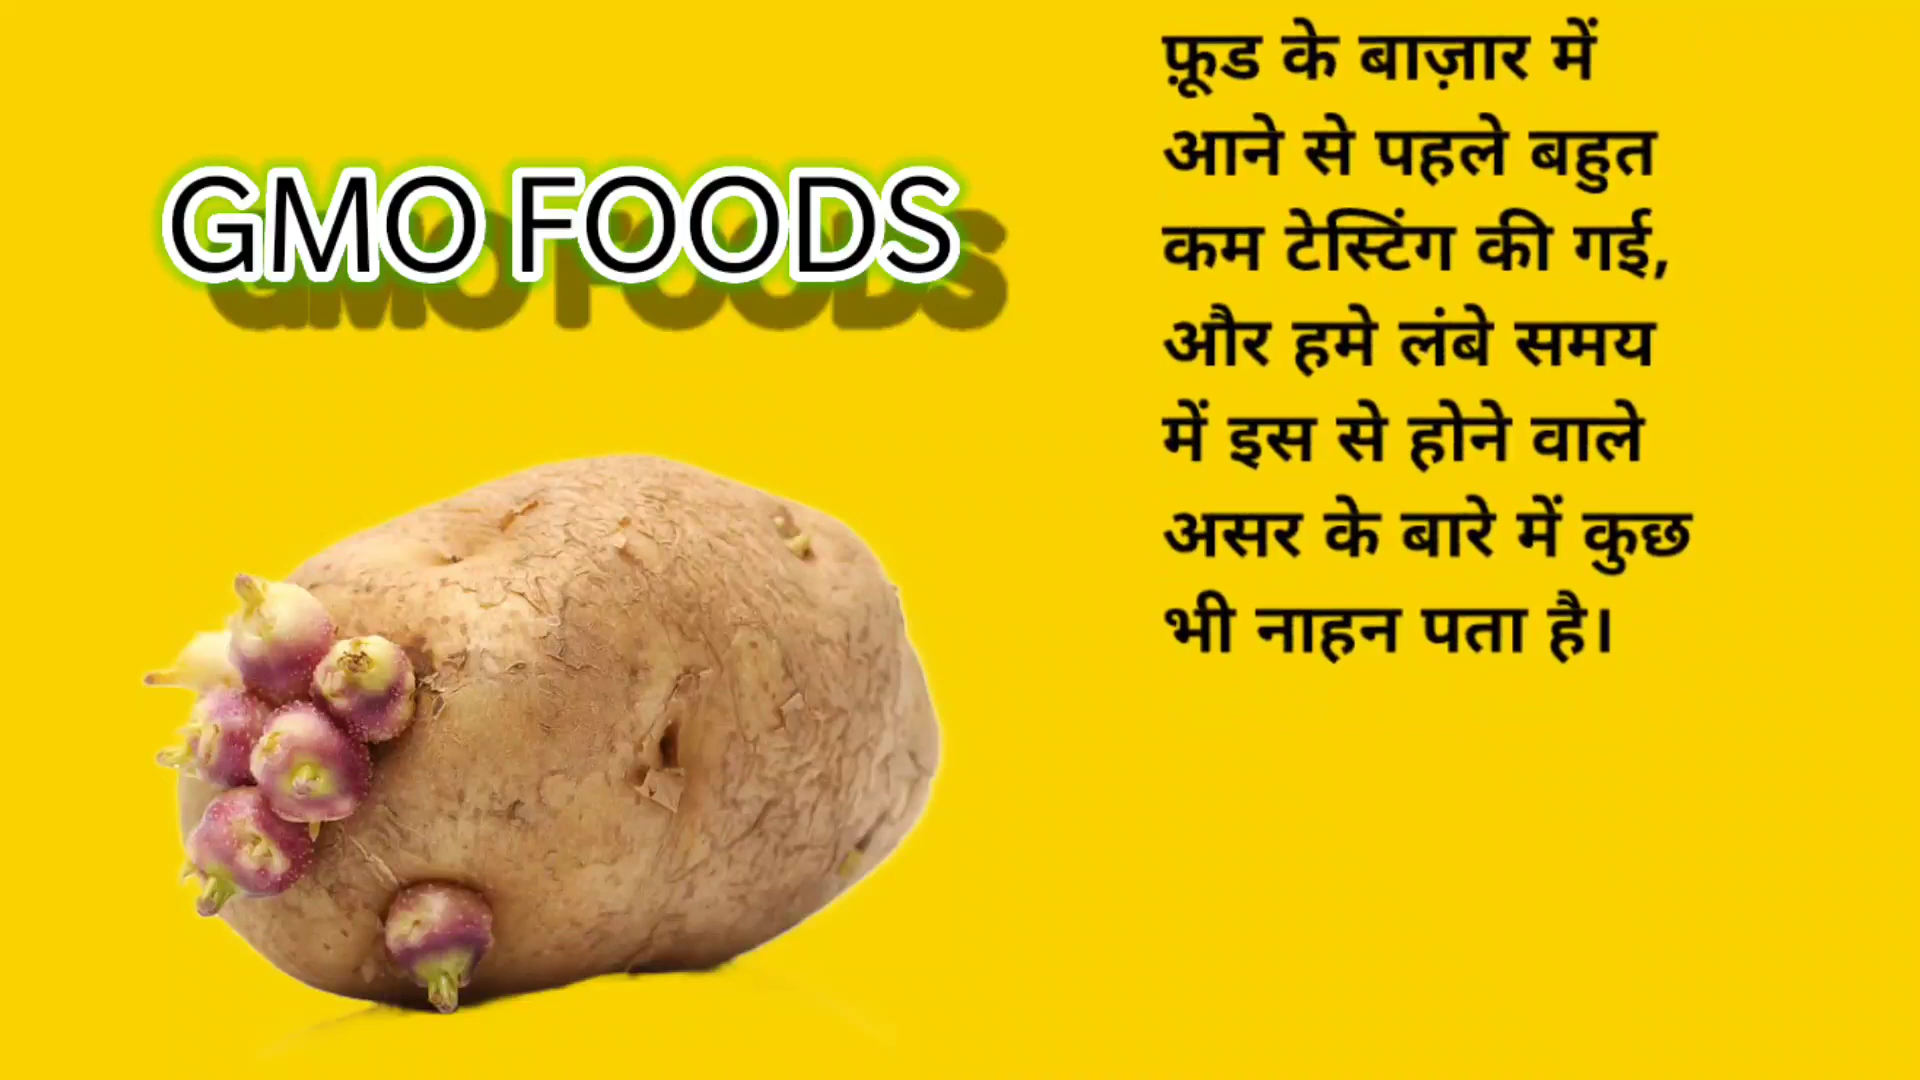 GMO FOODS
फ़ूड के बाज़ार में
आने से पहले बहुत
कम टेस्टिंग की गई,
और हमे लंबे समय
में इस से होने वाले
असर के बारे में कुछ
भी नाहन पता है।